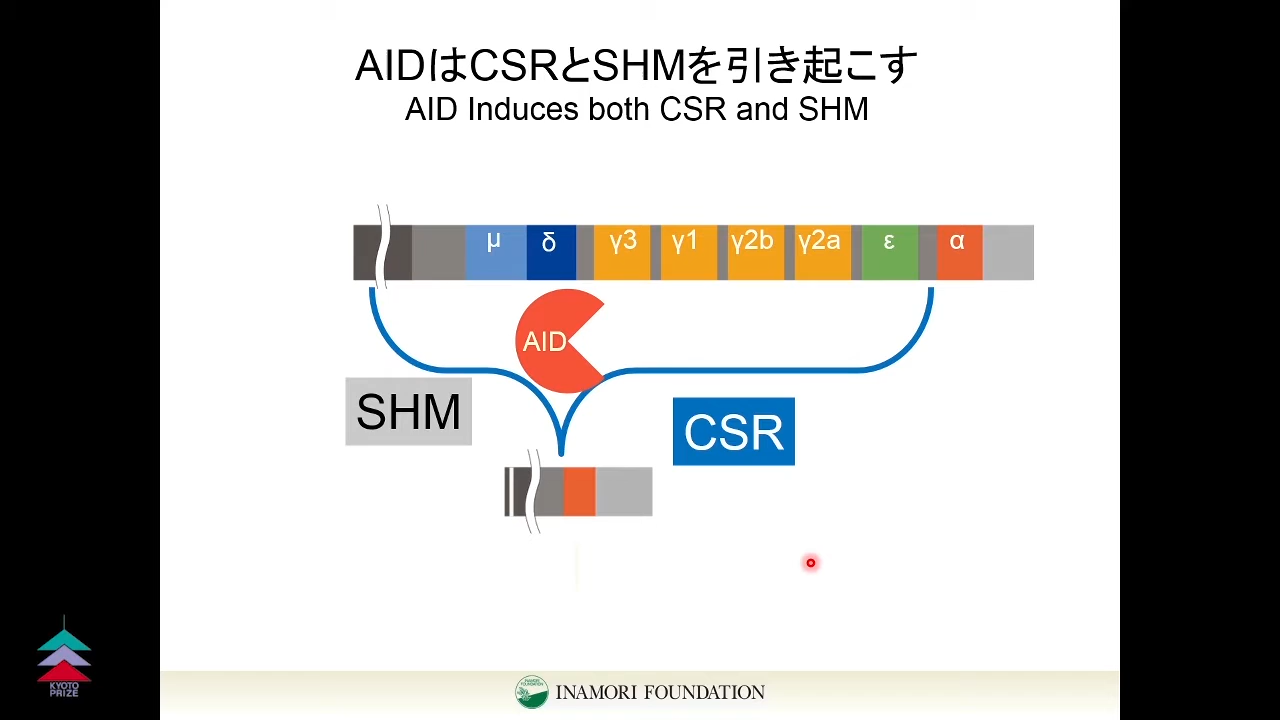 AIDはCSRとSHMを引き起こす
AID Induces both CSR and SHM
μ δ γ3 γ1 γ2b γ2a ε α
AID
SHM
CSR
KYOTO
PRIZE
INAMORI FOUNDATION